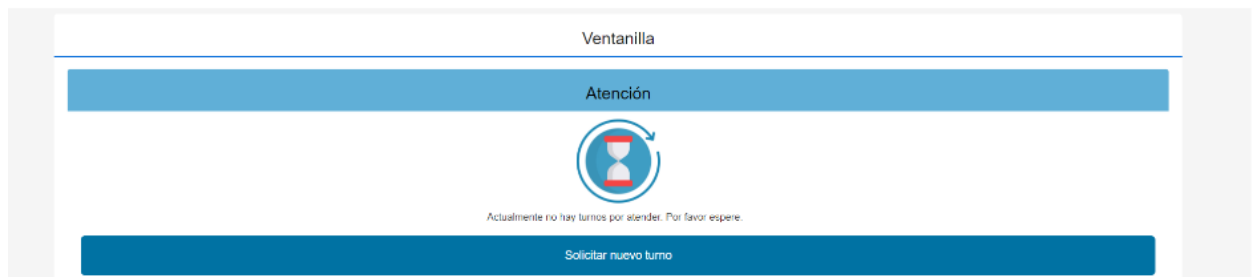 Ventanilla
Atención
Actualmente no hay turnos por atender. Por favor espere.
Solicitar nuevo turno